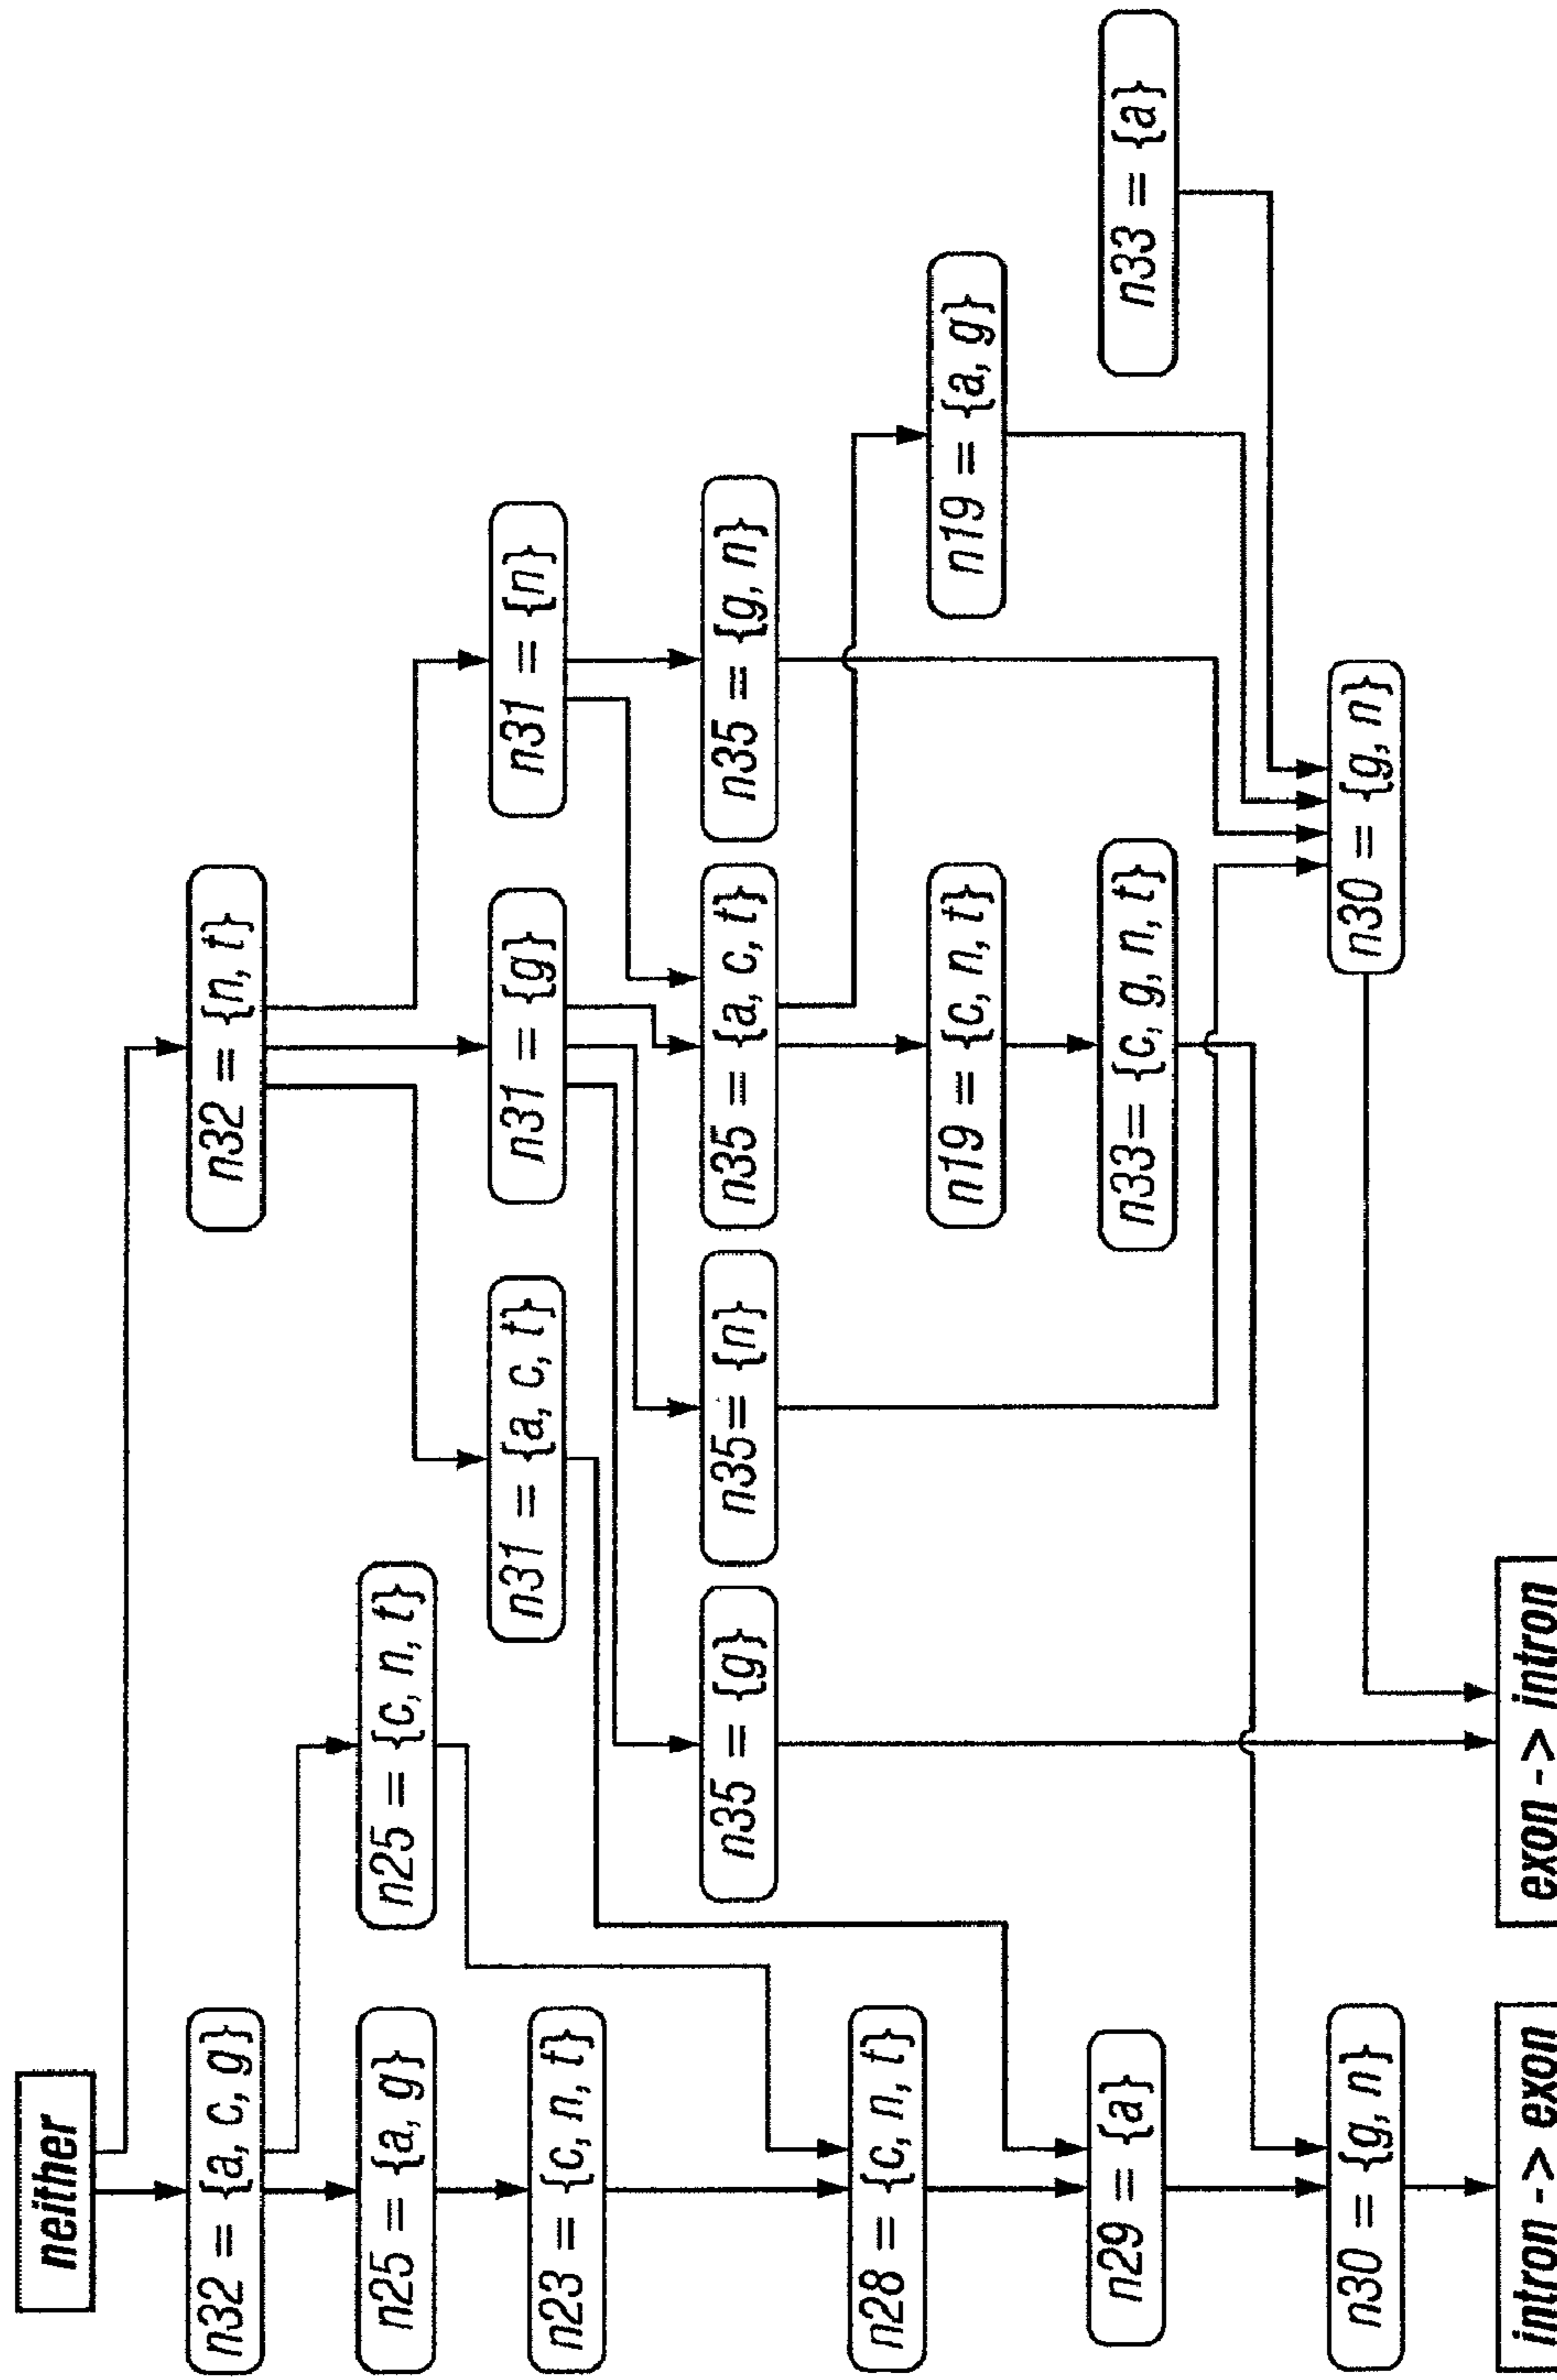 neither
n32 = {a, c, g}
n32 = {n, t}
n25 = {a, g}
n25 = {c, n, t}
n23 = {c, n, t}
n31 = {a, c, t}
n31 = {g}
n31 = {n}
n35 = {g}
n35= {n}
n35 = {a, c, t}
n35 = {g, n}
n28 = {c, n, t}
n19 = {c, n, t}
n19 = {a, g}
n29 = {a}
n33= {c, g, n, t}
n33 = {a}
n30 = {g, n}
n30 = {g, n}
intron - > exon
exon - > intron